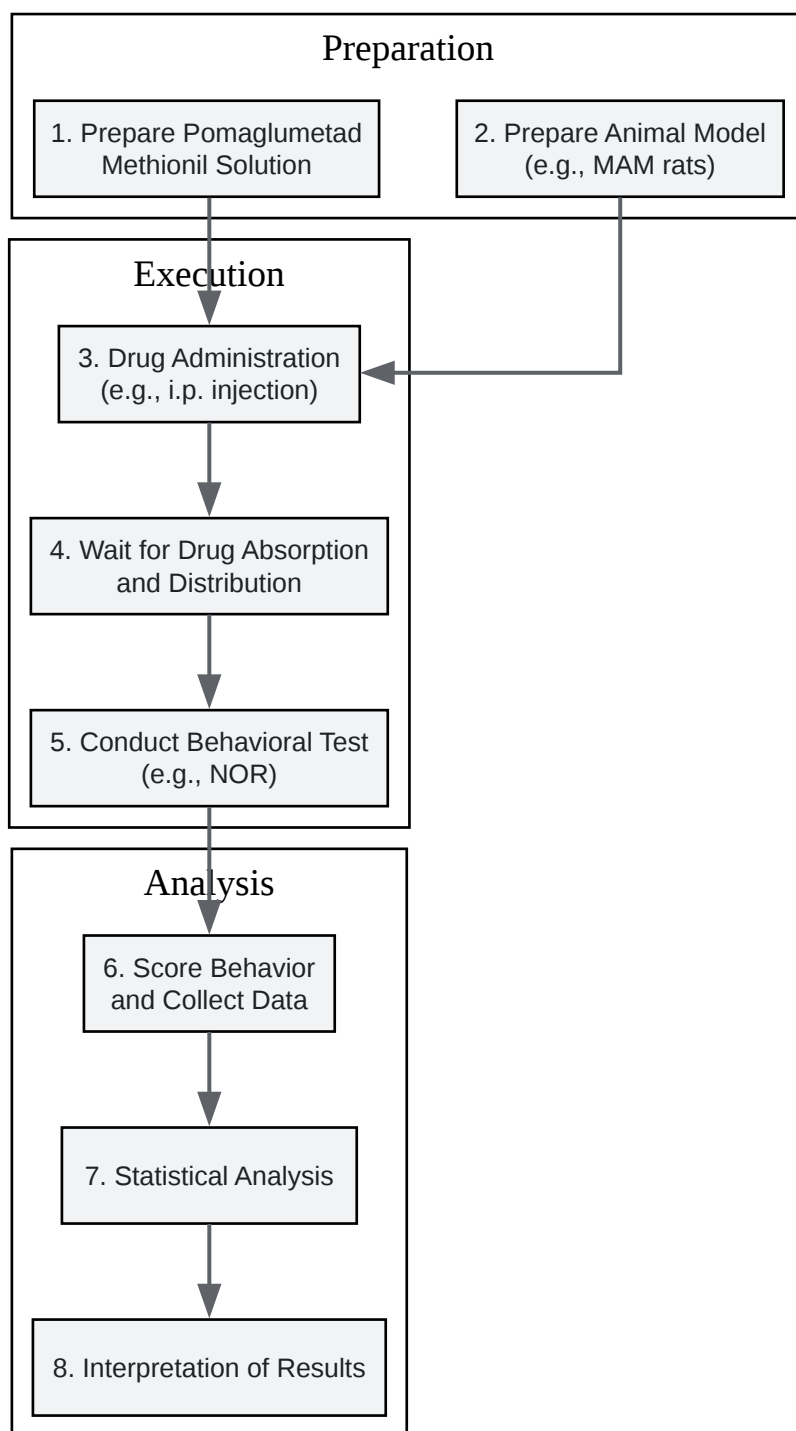 Preparation
1. Prepare Pomaglumetad
Methionil Solution
2. Prepare Animal Model
(e.g., MAM rats)
Execution
3. Drug Administration
(e.g., i.p. injection)
4. Wait for Drug Absorption
and Distribution
5. Conduct Behavioral Test
(e.g., NOR)
Analysis
6. Score Behavior
and Collect Data
7. Statistical Analysis
8. Interpretation of Results